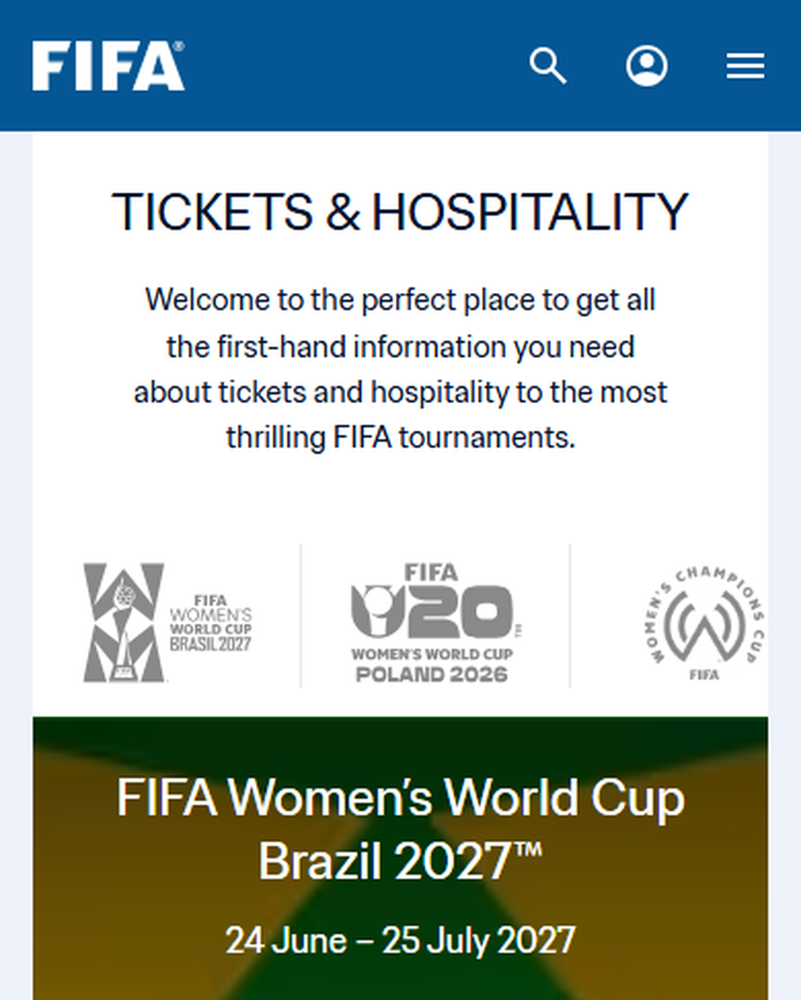 FIFA®
TICKETS & HOSPITALITY
Welcome to the perfect place to get all
the first-hand information you need
about tickets and hospitality to the most
thrilling FIFA tournaments.
FIFA
WOMEN'S
WORLD CUP
BRASIL 2027
FIFA
U20
™
WOMEN'S WORLD CUP
POLAND 2026
WOMEN'S CHAMPIONS CUP
FIFA
FIFA Women’s World Cup
Brazil 2027™
24 June – 25 July 2027